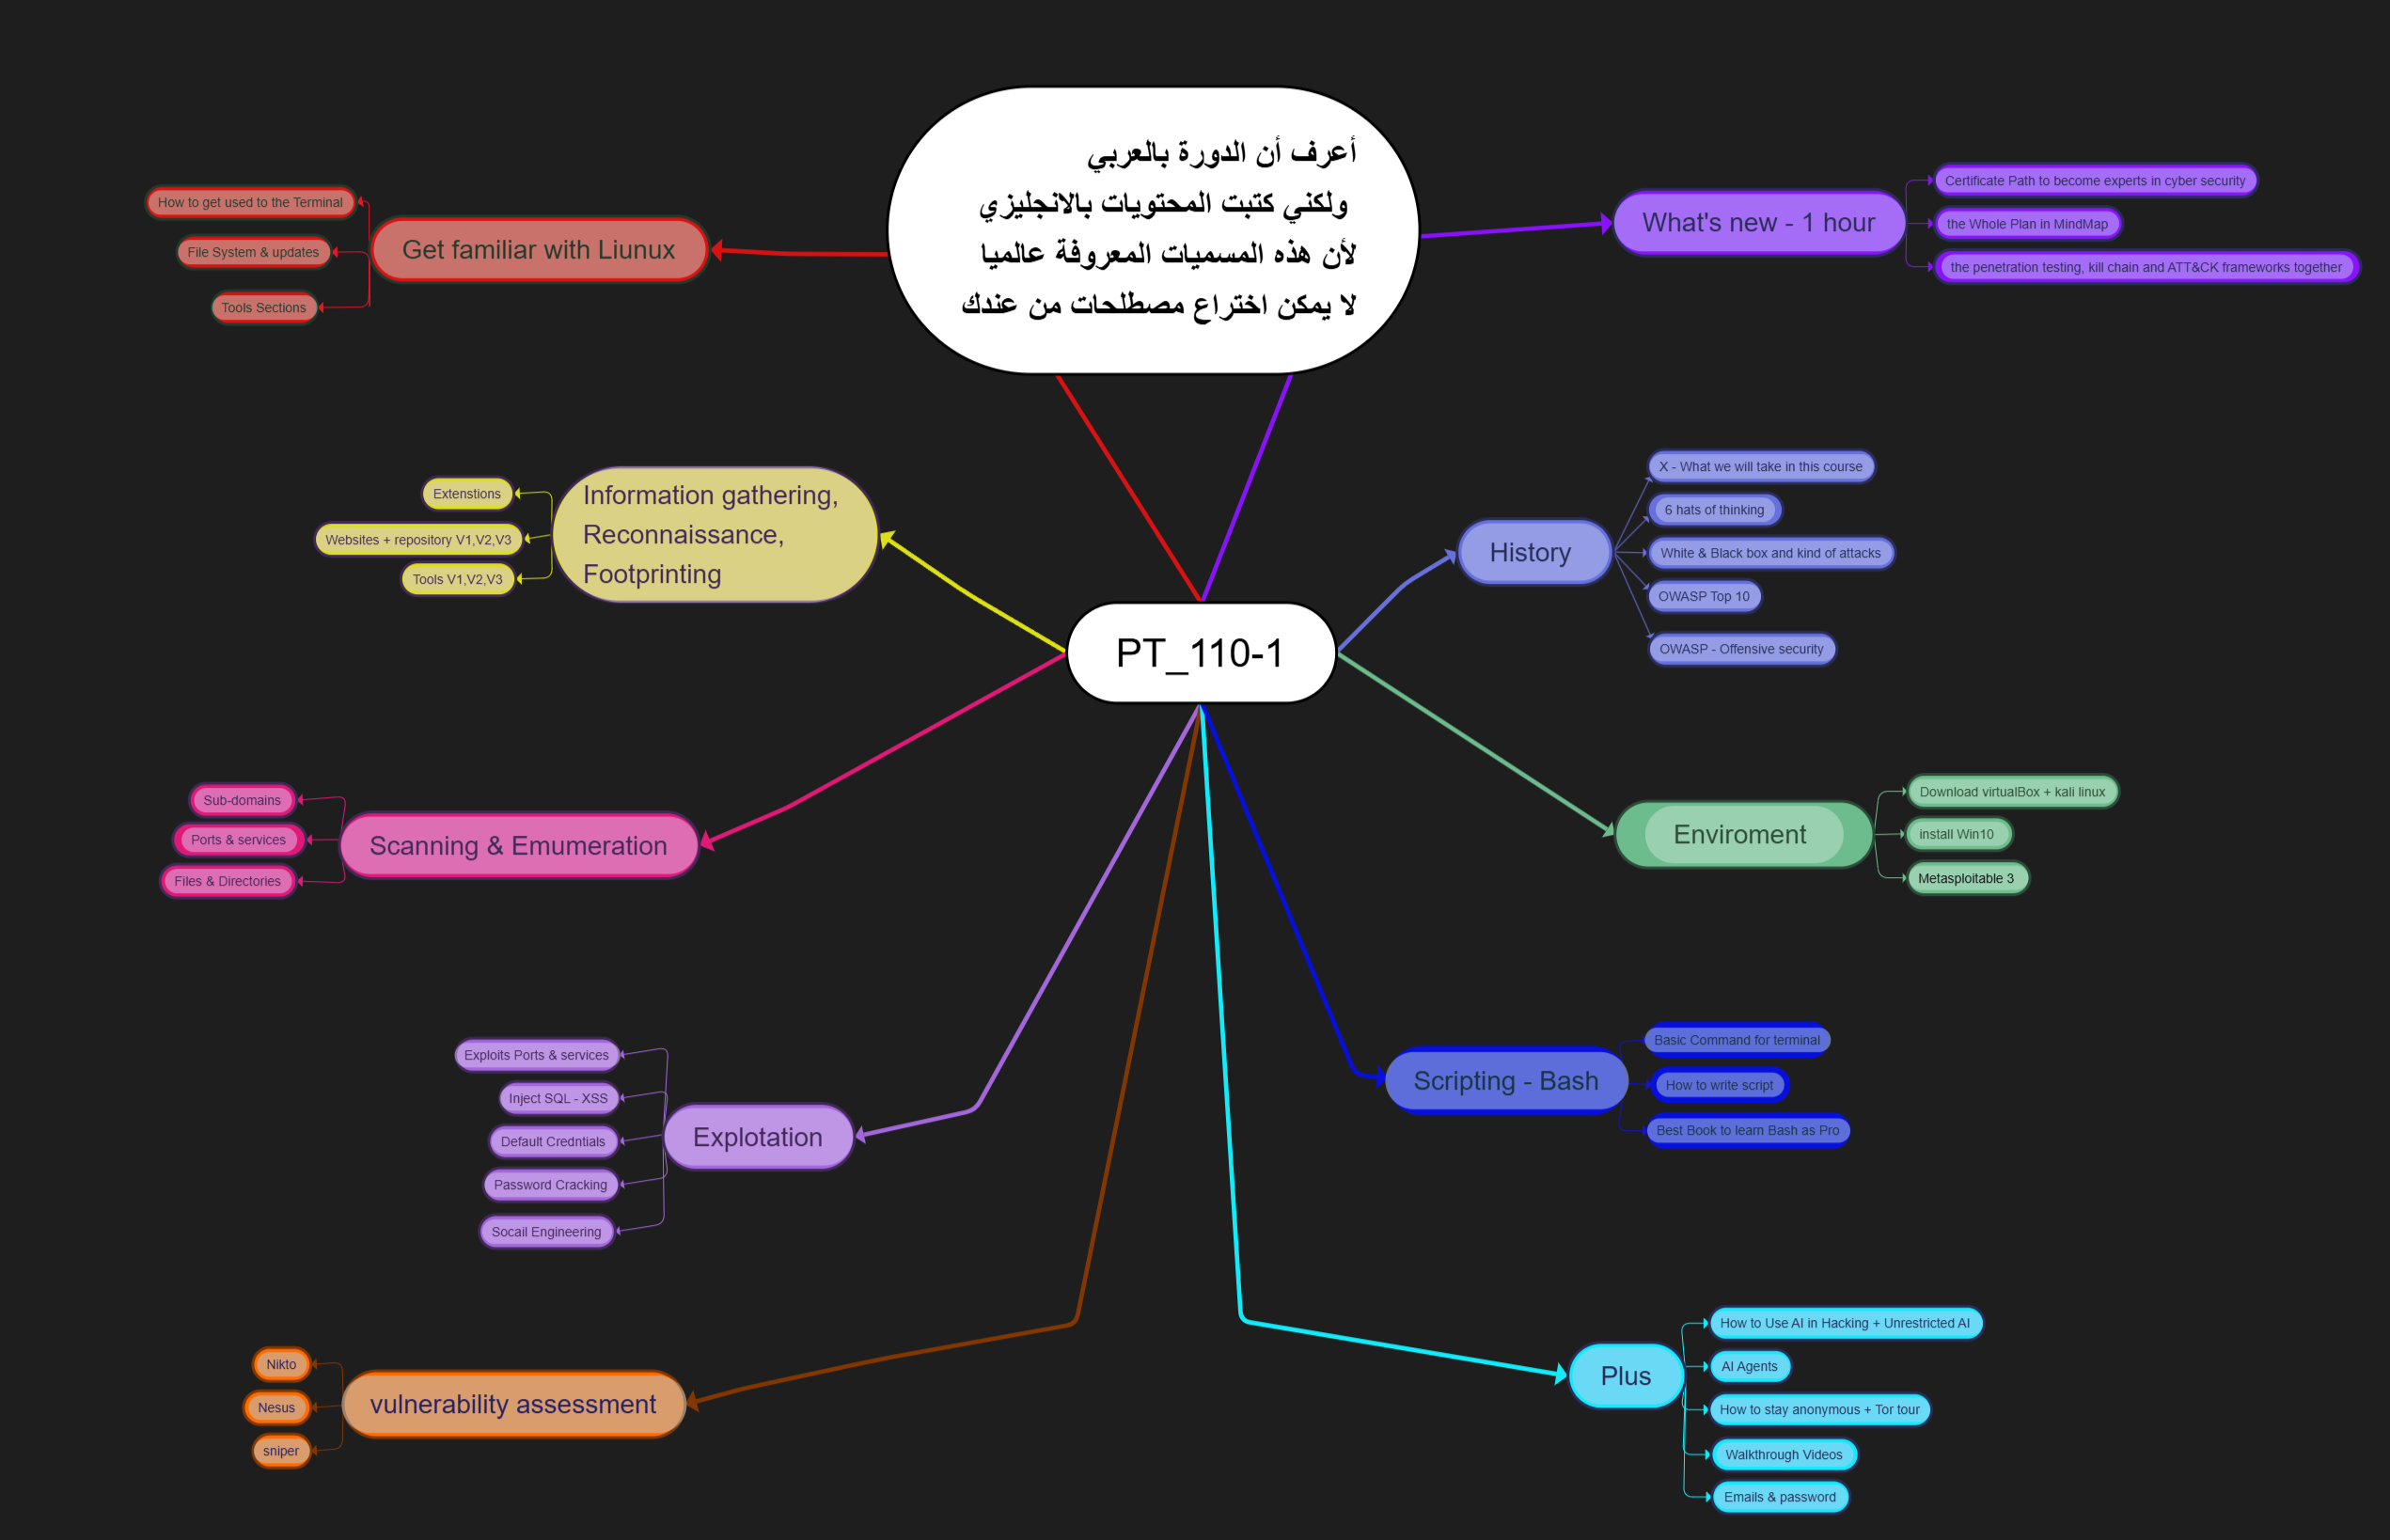 أعرف أن الدورة بالعربي
ولكني كتبت المحتويات بالانجليزي
لأن هذه المسميات المعروفة عالميا
لا يمكن اختراع مصطلحات من عندك
PT_110-1
What's new - 1 hour
Certificate Path to become experts in cyber security
the Whole Plan in MindMap
the penetration testing, kill chain and ATT&CK frameworks together
History
X - What we will take in this course
6 hats of thinking
White & Black box and kind of attacks
OWASP Top 10
OWASP - Offensive security
Enviroment
Download virtualBox + kali linux
install Win10
Metasploitable 3
Scripting - Bash
Basic Command for terminal
How to write script
Best Book to learn Bash as Pro
Plus
How to Use AI in Hacking + Unrestricted AI
AI Agents
How to stay anonymous + Tor tour
Walkthrough Videos
Emails & password
Get familiar with Liunux
How to get used to the Terminal
File System & updates
Tools Sections
Information gathering,
Reconnaissance,
Footprinting
Extenstions
Websites + repository V1,V2,V3
Tools V1,V2,V3
Scanning & Emumeration
Sub-domains
Ports & services
Files & Directories
Explotation
Exploits Ports & services
Inject SQL - XSS
Default Credntials
Password Cracking
Socail Engineering
vulnerability assessment
Nikto
Nesus
sniper